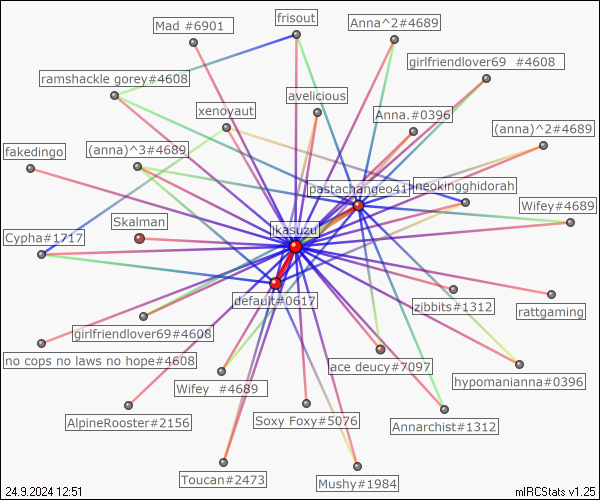 frisout
Mad #6901
Anna^2#4689
girlfriendlover69 #4608
ramshackle gorey#4608
avelicious
xenoyaut
Anna.#0396
(anna)^2#4689
(anna)^3#4689
fakedingo
pastachangeo41
neokingghidorah
Wifey#4689
Skalman
ikasuzu
Cypha#1717
default#0617
zibbits#1312
rattgaming
girlfriendlover69#4608
no cops no laws no hope#4608
ace deucy#7097
hypomanianna#0396
Wifey #4689
AlpineRooster#2156
Soxy Foxy#5076
Annarchist#1312
Toucan#2473
Mushy#1984
24.9.2024 12:51
mIRCStats v1.25